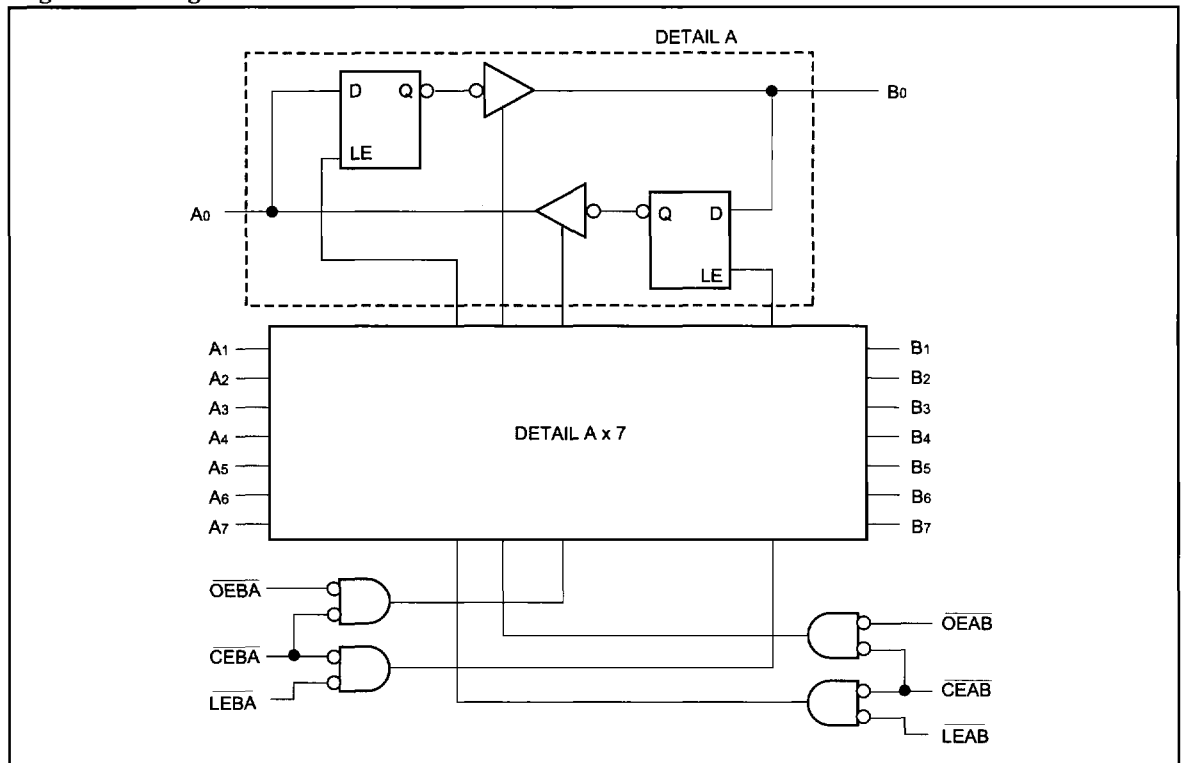 DETAIL A
D Q
B0
LE
A0
Q D
LE
A1 B1
A2 B2
A3 B3
A4 DETAIL A x 7 B4
A5 B5
A6 B6
A7 B7
OEBA OEAB
CEBA CEAB
LEBA LEAB